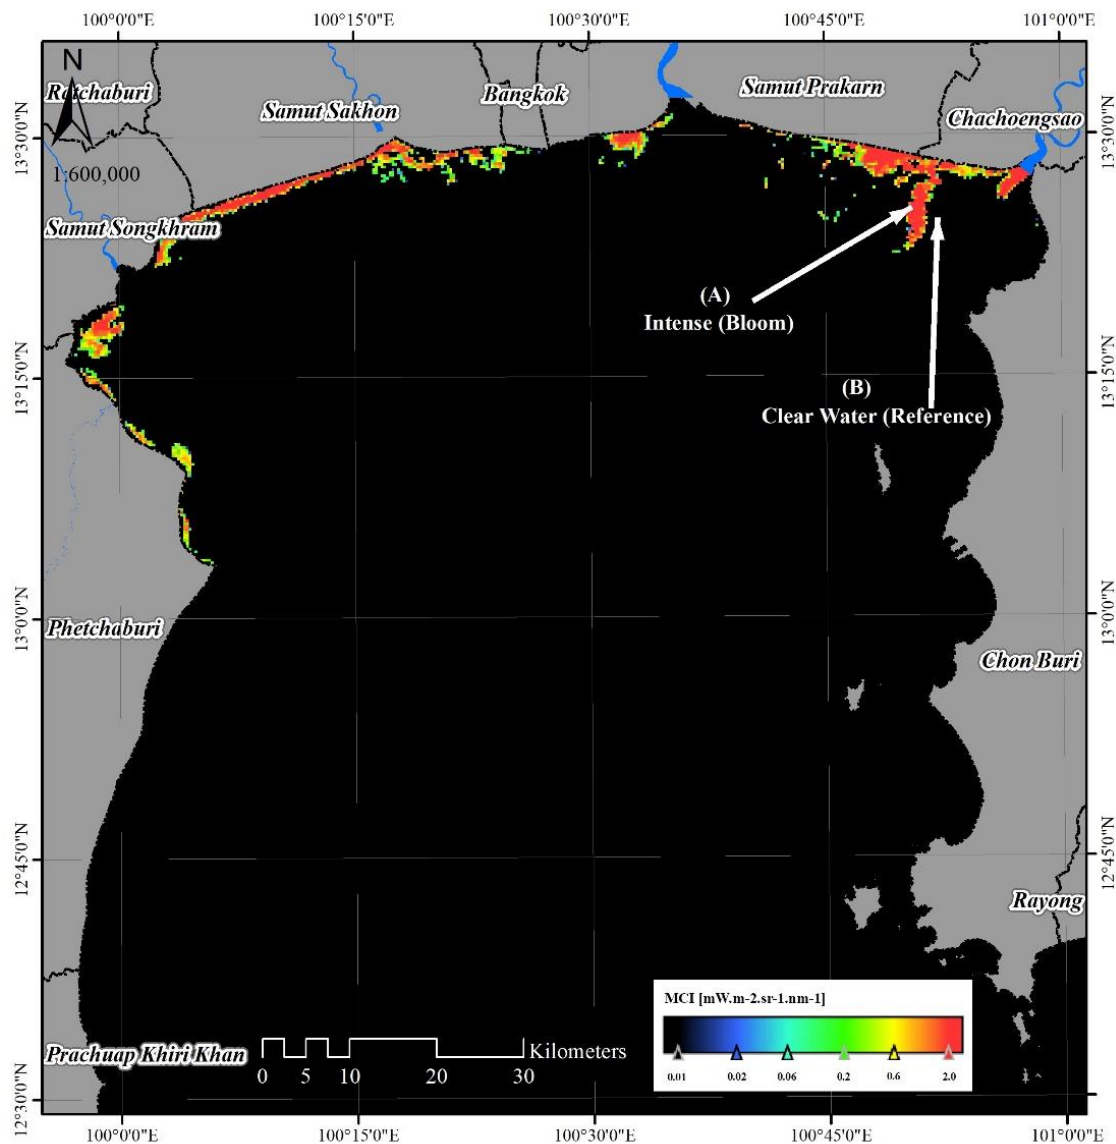 100°0'0"E 100°15'0"E 100°30'0"E 100°45'0"E 101°0'0"E
N
Ratchaburi
Samut Sakhon
Bangkok
Samut Prakarn
Chachoengsao
13°30'0"N
13°30'0"N
1:600,000
Samut Songkhram
(A)
Intense (Bloom)
13°15'0"N
13°15'0"N
(B)
Clear Water (Reference)
13°0'0"N
13°0'0"N
Phetchaburi
Chon Buri
12°45'0"N
12°45'0"N
Rayong
MCI [mW.m-2.sr-1.nm-1]
0.01 0.02 0.06 0.2 0.6 2.0
Prachuap Khiri Khan
Kilometers
0 5 10 20 30
12°30'0"N
100°0'0"E 100°15'0"E 100°30'0"E 100°45'0"E 101°0'0"E